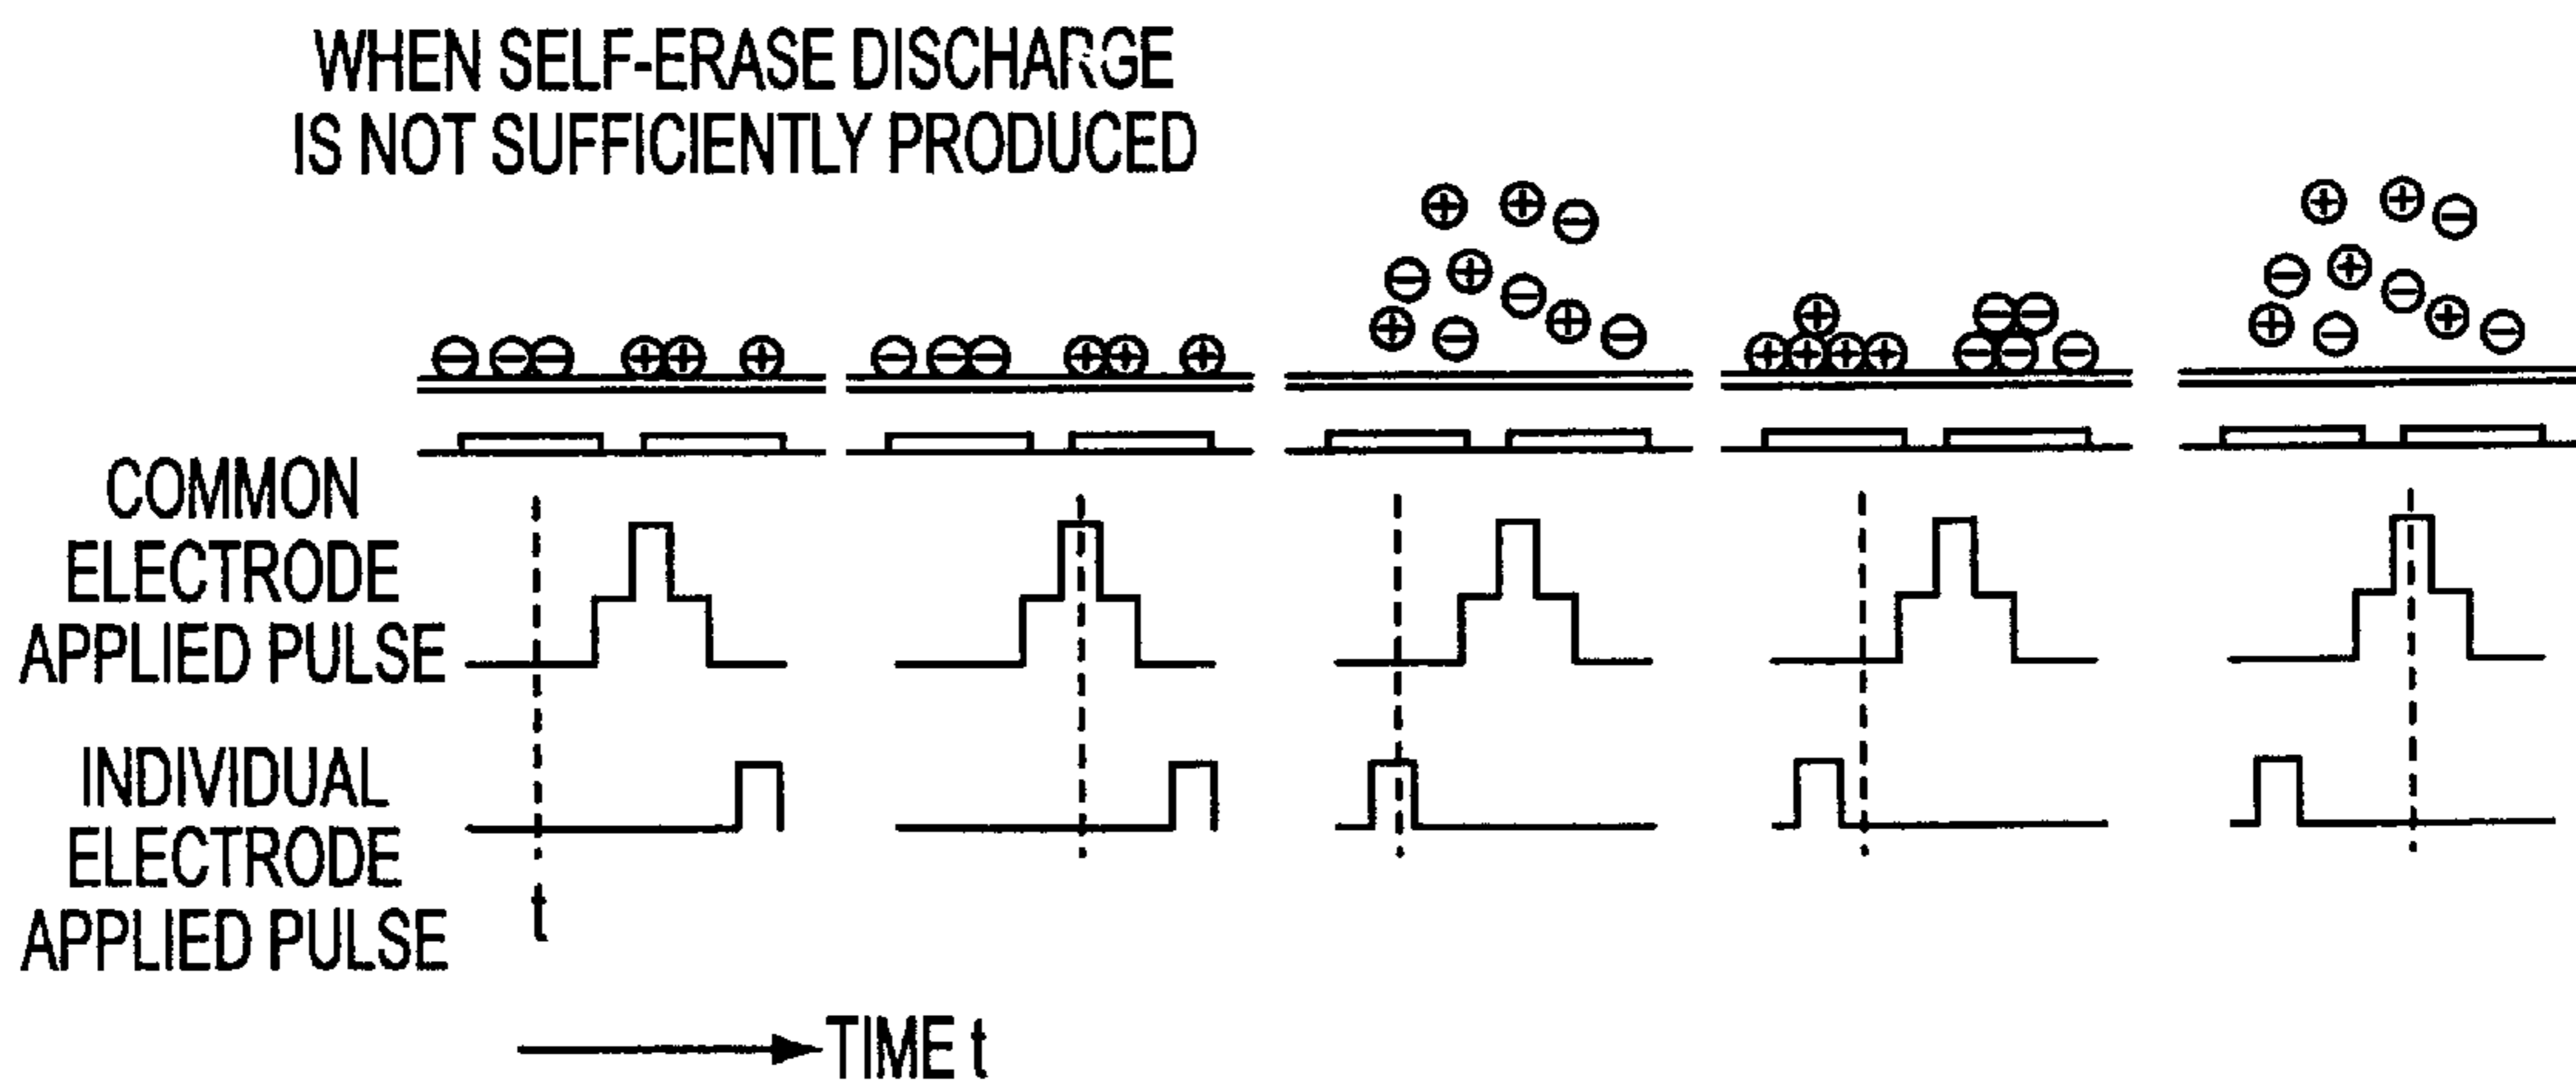 WHEN SELF-ERASE DISCHARGE
IS NOT SUFFICIENTLY PRODUCED
COMMON
ELECTRODE
APPLIED PULSE
INDIVIDUAL
ELECTRODE
APPLIED PULSE
t
TIME t